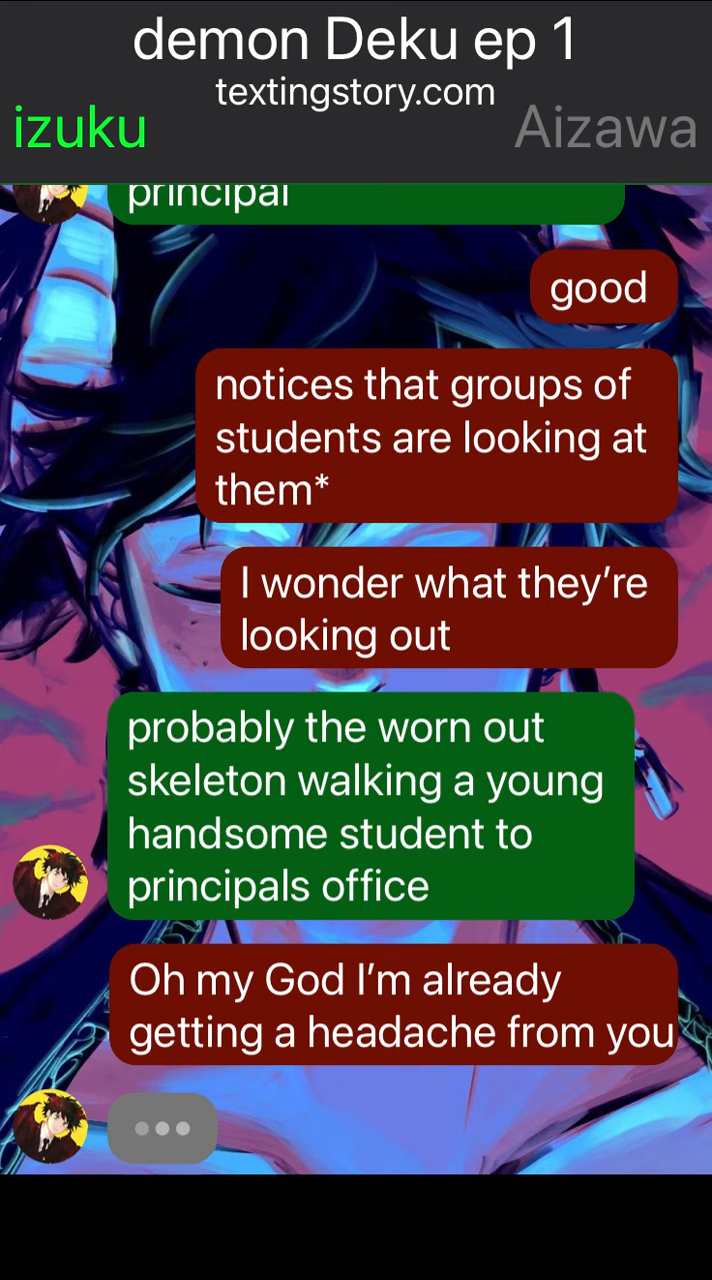 demon Deku ep 1
textingstory.com
izuku
Aizawa
principal
good
notices that groups of
students are looking at
them*
I wonder what they’re
looking out
probably the worn out
skeleton walking a young
handsome student to
principals office
Oh my God I’m already
getting a headache from you